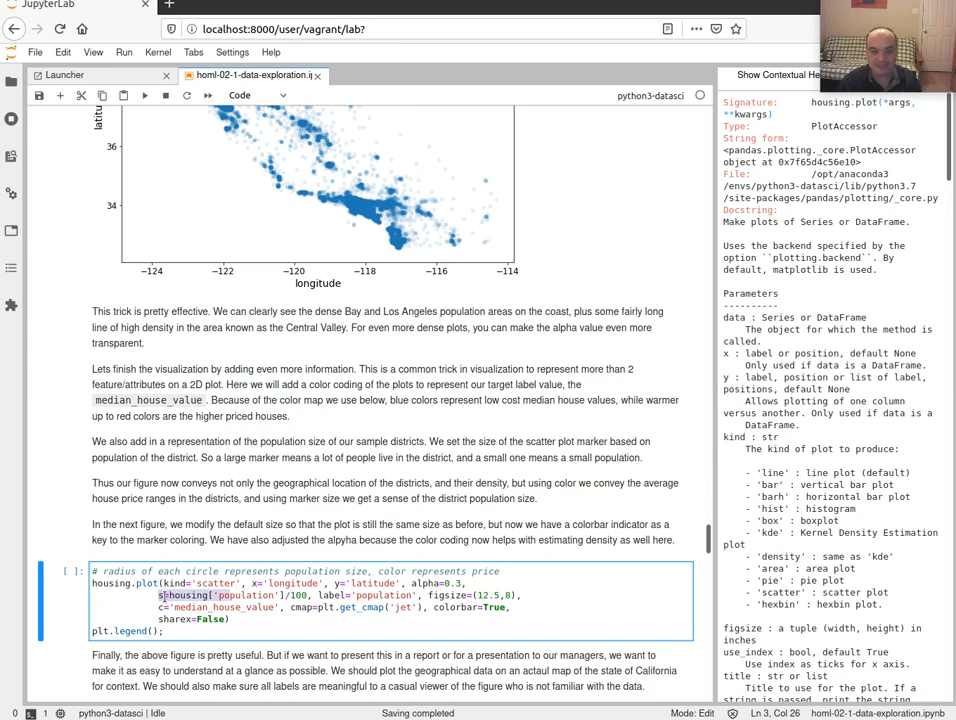 JupyterLab
localhost:8000/user/vagrant/lab?
File Edit View Run Kernel Tabs Settings Help
Launcher
homl-02-1-data-exploration.ip
Code
python3-datasci
latitu
36
34
−124 −122 −120 −118 −116 −114
longitude
This trick is pretty effective. We can clearly see the dense Bay and Los Angeles population areas on the coast, plus some fairly long
line of high density in the area known as the Central Valley. For even more dense plots, you can make the alpha value even more
transparent.
Lets finish the visualization by adding even more information. This is a common trick in visualization to represent more than 2
feature/attributes on a 2D plot. Here we will add a color coding of the plots to represent our target label value, the
median_house_value . Because of the color map we use below, blue colors represent low cost median house values, while warmer
up to red colors are the higher priced houses.
We also add in a representation of the population size of our sample districts. We set the size of the scatter plot marker based on
population of the district. So a large marker means a lot of people live in the district, and a small one means a small population.
Thus our figure now conveys not only the geographical location of the districts, and their density, but using color we convey the average
house price ranges in the districts, and using marker size we get a sense of the district population size.
In the next figure, we modify the default size so that the plot is still the same size as before, but now we have a colorbar indicator as a
key to the marker coloring. We have also adjusted the alpyha because the color coding now helps with estimating density as well here.
[ ]: # radius of each circle represents population size, color represents price
housing.plot(kind='scatter', x='longitude', y='latitude', alpha=0.3,
s=housing['population']/100, label='population', figsize=(12.5,8),
c='median_house_value', cmap=plt.get_cmap('jet'), colorbar=True,
sharex=False)
plt.legend();
Finally, the above figure is pretty useful. But if we want to present this in a report or for a presentation to our managers, we want to
make it as easy to understand at a glance as possible. We should plot the geographical data on an actaul map of the state of California
for context. We should also make sure all labels are meaningful to a casual viewer of the figure who is not familiar with the data.
Show Contextual He
Signature: housing.plot(*args,
**kwargs)
Type: PlotAccessor
String form:
<pandas.plotting._core.PlotAccessor
object at 0x7f65d4c56e10>
File: /opt/anaconda3
/envs/python3-datasci/lib/python3.7
/site-packages/pandas/plotting/_core.py
Docstring:
Make plots of Series or DataFrame.
Uses the backend specified by the
option ``plotting.backend``. By
default, matplotlib is used.
Parameters
----------
data : Series or DataFrame
The object for which the method is
called.
x : label or position, default None
Only used if data is a DataFrame.
y : label, position or list of label,
positions, default None
Allows plotting of one column
versus another. Only used if data is a
DataFrame.
kind : str
The kind of plot to produce:
- 'line' : line plot (default)
- 'bar' : vertical bar plot
- 'barh' : horizontal bar plot
- 'hist' : histogram
- 'box' : boxplot
- 'kde' : Kernel Density Estimation
plot
- 'density' : same as 'kde'
- 'area' : area plot
- 'pie' : pie plot
- 'scatter' : scatter plot
- 'hexbin' : hexbin plot.
figsize : a tuple (width, height) in
inches
use_index : bool, default True
Use index as ticks for x axis.
title : str or list
Title to use for the plot. If a
string is passed, print the string
0 1 python3-datasci | Idle
Saving completed
Mode: Edit
Ln 3, Col 26
homl-02-1-data-exploration.ipynb